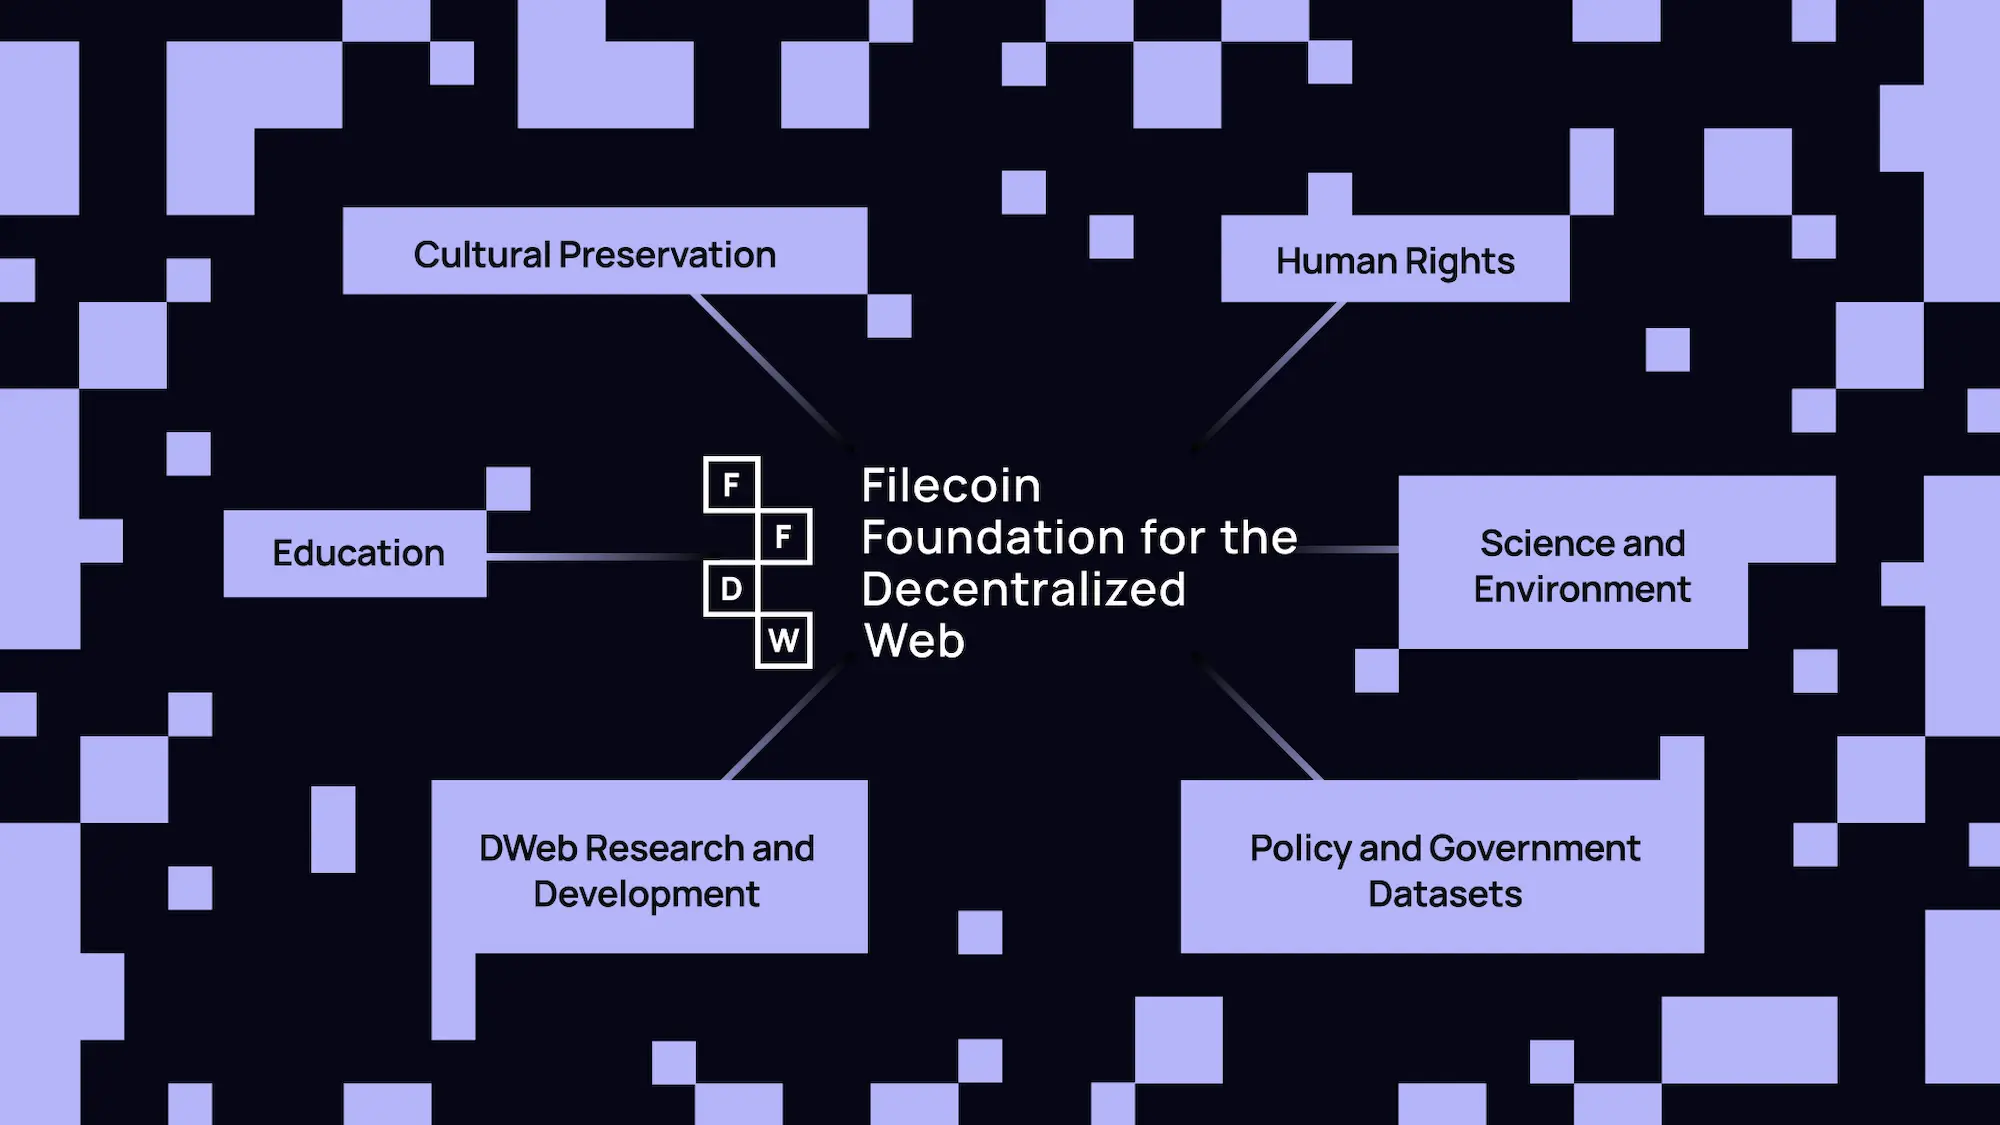 Cultural Preservation
Human Rights
F
F
D
W
Filecoin
Foundation for the
Decentralized
Web
Education
Science and
Environment
DWeb Research and
Development
Policy and Government
Datasets